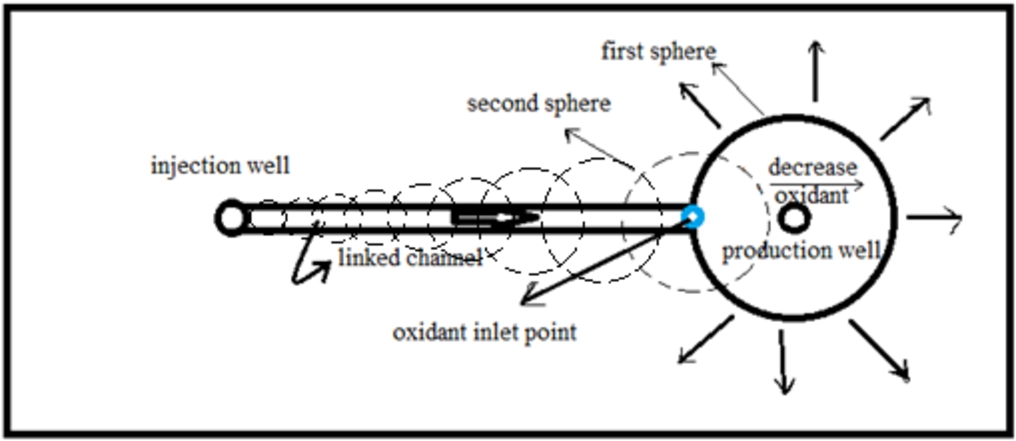 first sphere
second sphere
injection well
decrease
oxidant
production well
linked channel
oxidant inlet point